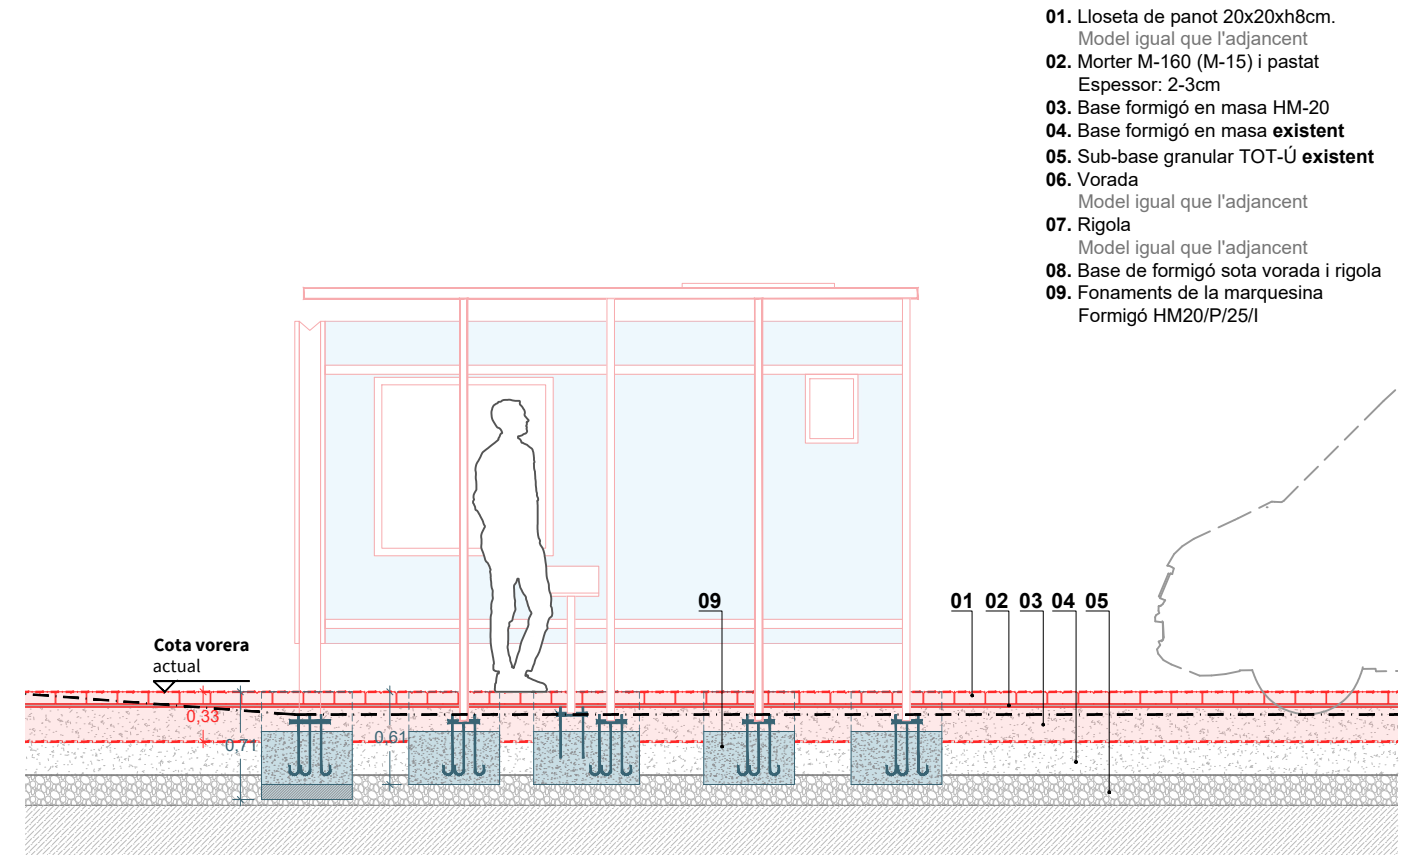 01. Lloseta de panot 20x20xh8cm.
Model igual que l'adjancent
02. Morter M-160 (M-15) i pastat
Espessor: 2-3cm
03. Base formigó en masa HM-20
04. Base formigó en masa existent
05. Sub-base granular TOT-Ú existent
06. Vorada
Model igual que l'adjancent
07. Rigola
Model igual que l'adjancent
08. Base de formigó sota vorada i rigola
09. Fonaments de la marquesina
Formigó HM20/P/25/I
09
01 02 03 04 05
Cota vorera
actual
0,33
0,71
0,61